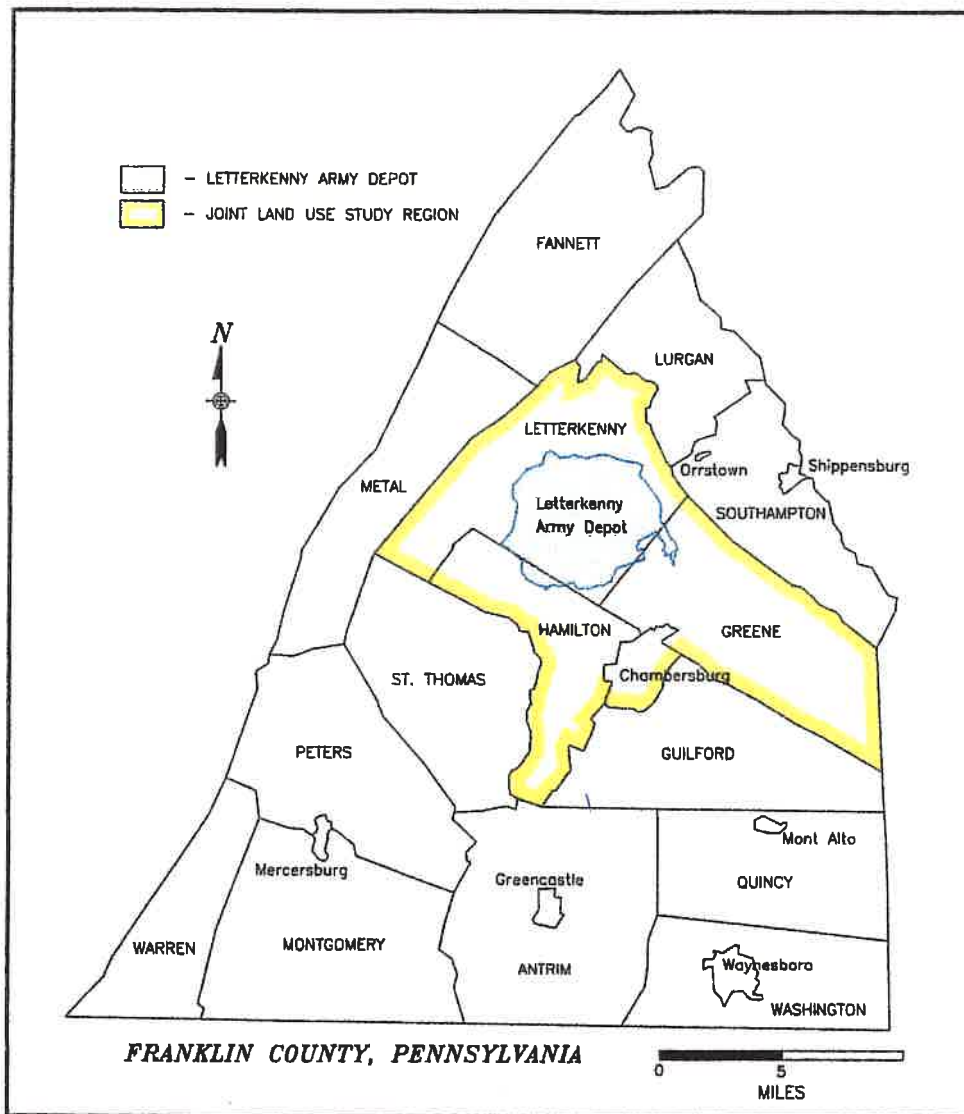 – LETTERKENNY ARMY DEPOT
– JOINT LAND USE STUDY REGION
FANNETT
N
LURGAN
LETTERKENNY
Orrstown
Shippensburg
METAL
Letterkenny
Army Depot
SOUTHAMPTON
HAMILTON
GREENE
ST. THOMAS
Chambersburg
GUILFORD
PETERS
Mont Alto
Mercersburg
Greencastle
QUINCY
WARREN
MONTGOMERY
ANTRIM
Waynesboro
WASHINGTON
FRANKLIN COUNTY, PENNSYLVANIA
0 5
MILES